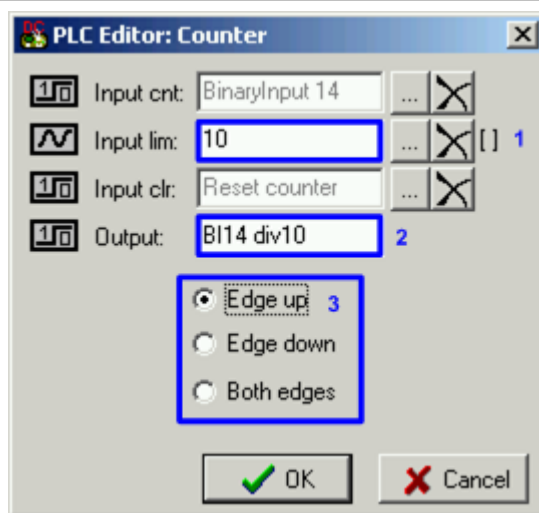 PLC Editor: Counter
Input cnt: BinaryInput 14 ...
Input lim: 10 ... [ ] 1
Input clr: Reset counter ...
Output: BI14 div10 2
Edge up 3
Edge down
Both edges
OK Cancel